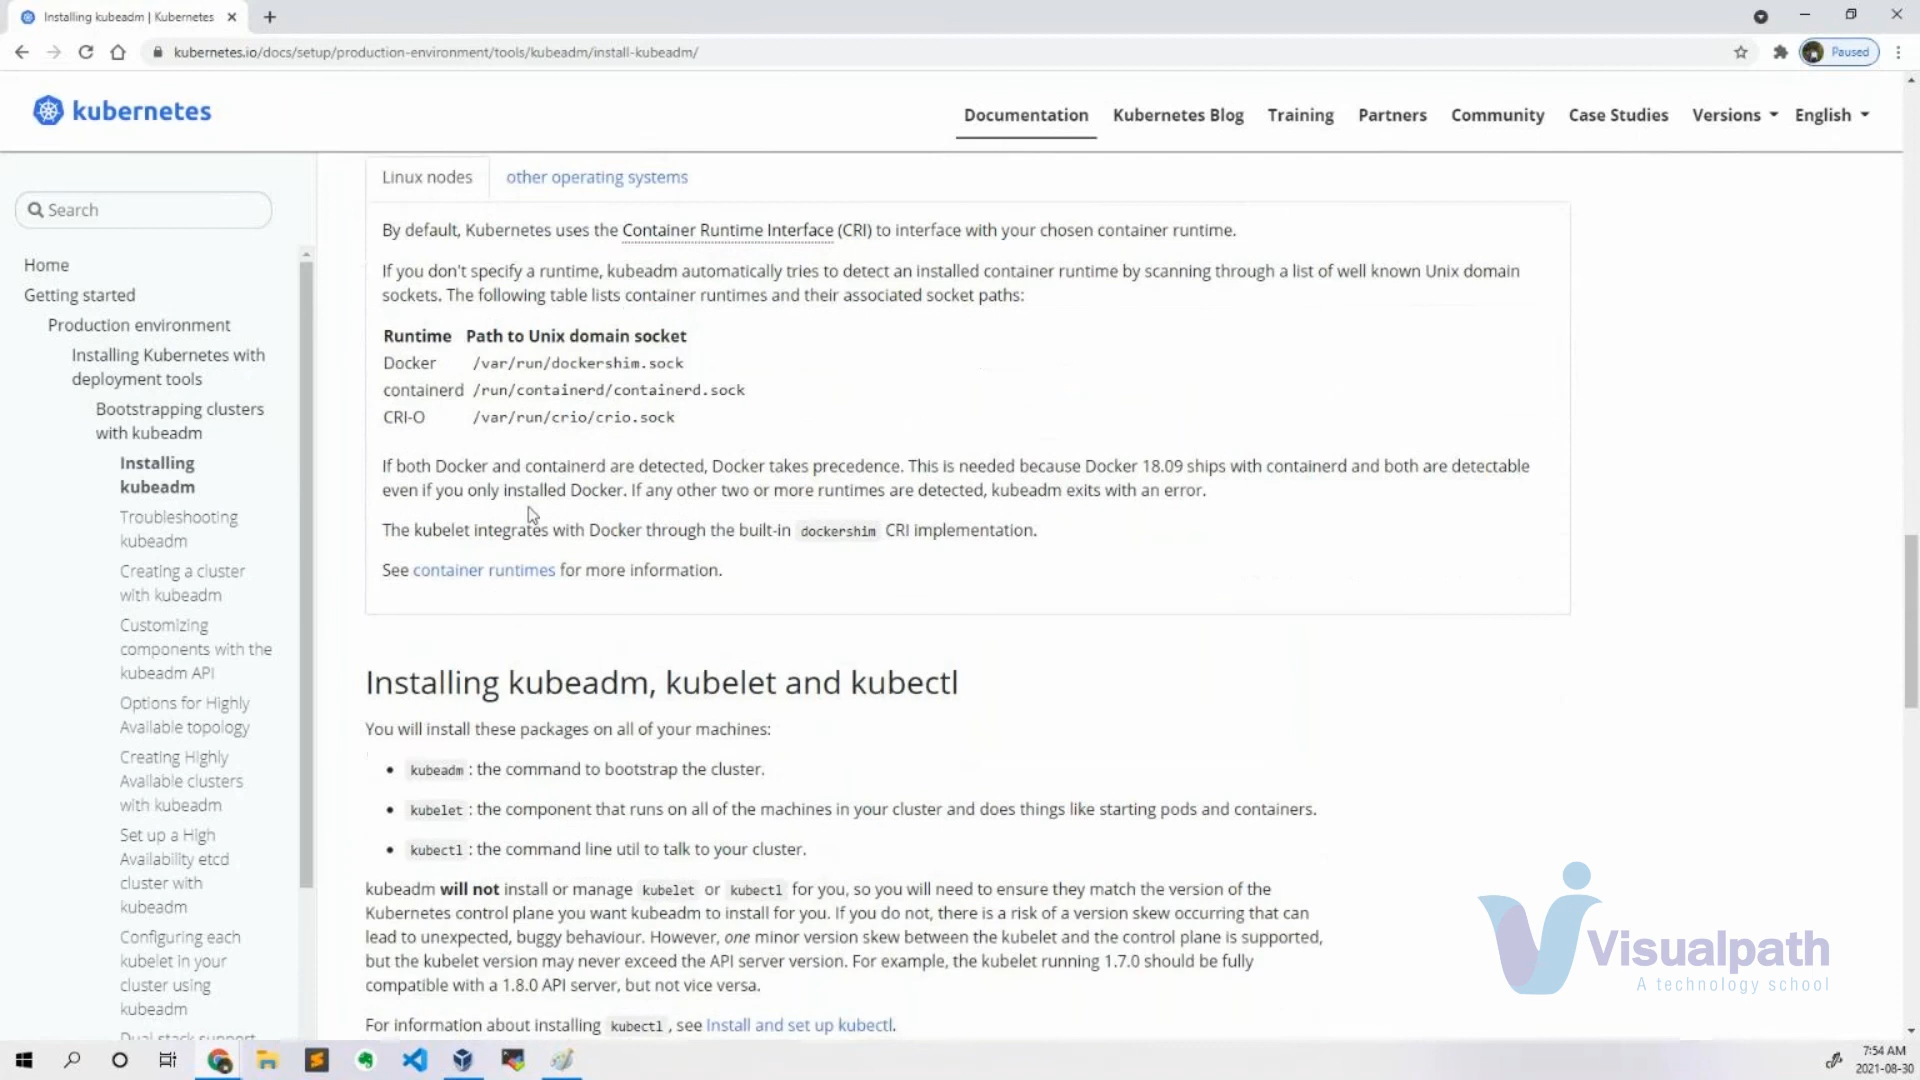 Installing kubeadm | Kubernetes
kubernetes.io/docs/setup/production-environment/tools/kubeadm/install-kubeadm/
Paused
kubernetes
Documentation
Kubernetes Blog
Training
Partners
Community
Case Studies
Versions
English
Search
Home
Getting started
Production environment
Installing Kubernetes with
deployment tools
Bootstrapping clusters
with kubeadm
Installing
kubeadm
Troubleshooting
kubeadm
Creating a cluster
with kubeadm
Customizing
components with the
kubeadm API
Options for Highly
Available topology
Creating Highly
Available clusters
with kubeadm
Set up a High
Availability etcd
cluster with
kubeadm
Configuring each
kubelet in your
cluster using
kubeadm
Dual-stack support
Linux nodes
other operating systems
By default, Kubernetes uses the Container Runtime Interface (CRI) to interface with your chosen container runtime.
If you don't specify a runtime, kubeadm automatically tries to detect an installed container runtime by scanning through a list of well known Unix domain
sockets. The following table lists container runtimes and their associated socket paths:
Runtime Path to Unix domain socket
Docker /var/run/dockershim.sock
containerd /run/containerd/containerd.sock
CRI-O /var/run/crio/crio.sock
If both Docker and containerd are detected, Docker takes precedence. This is needed because Docker 18.09 ships with containerd and both are detectable
even if you only installed Docker. If any other two or more runtimes are detected, kubeadm exits with an error.
The kubelet integrates with Docker through the built-in dockershim CRI implementation.
See container runtimes for more information.
Installing kubeadm, kubelet and kubectl
You will install these packages on all of your machines:
• kubeadm : the command to bootstrap the cluster.
• kubelet : the component that runs on all of the machines in your cluster and does things like starting pods and containers.
• kubectl : the command line util to talk to your cluster.
kubeadm will not install or manage kubelet or kubectl for you, so you will need to ensure they match the version of the
Kubernetes control plane you want kubeadm to install for you. If you do not, there is a risk of a version skew occurring that can
lead to unexpected, buggy behaviour. However, one minor version skew between the kubelet and the control plane is supported,
but the kubelet version may never exceed the API server version. For example, the kubelet running 1.7.0 should be fully
compatible with a 1.8.0 API server, but not vice versa.
For information about installing kubectl , see Install and set up kubectl.
Visualpath
A technology school
7:54 AM
2021-08-30